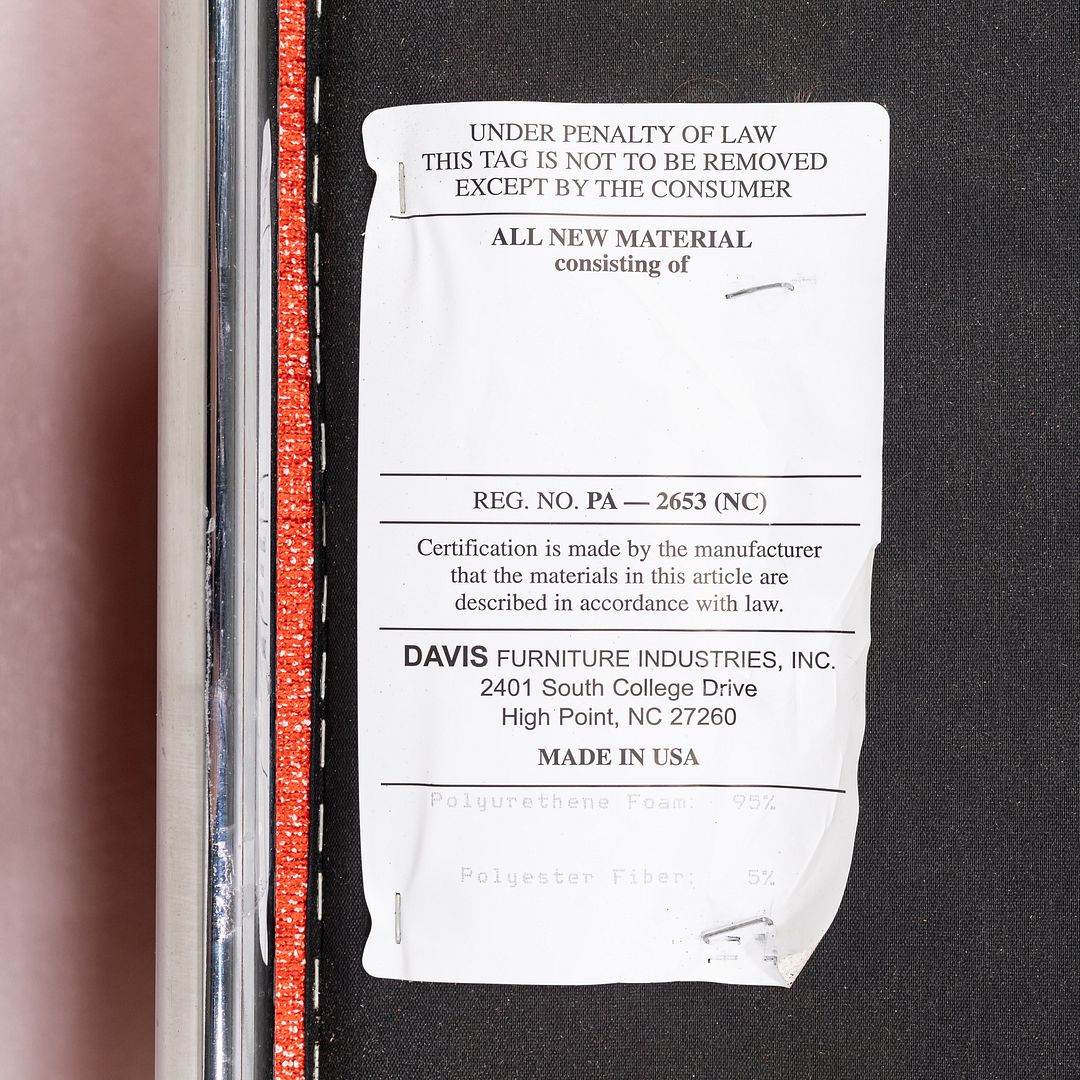 UNDER PENALTY OF LAW
THIS TAG IS NOT TO BE REMOVED
EXCEPT BY THE CONSUMER
ALL NEW MATERIAL
consisting of
REG. NO. PA — 2653 (NC)
Certification is made by the manufacturer
that the materials in this article are
described in accordance with law.
DAVIS FURNITURE INDUSTRIES, INC.
2401 South College Drive
High Point, NC 27260
MADE IN USA
Polyurethene Foam: 95%
Polyester Fiber: 5%